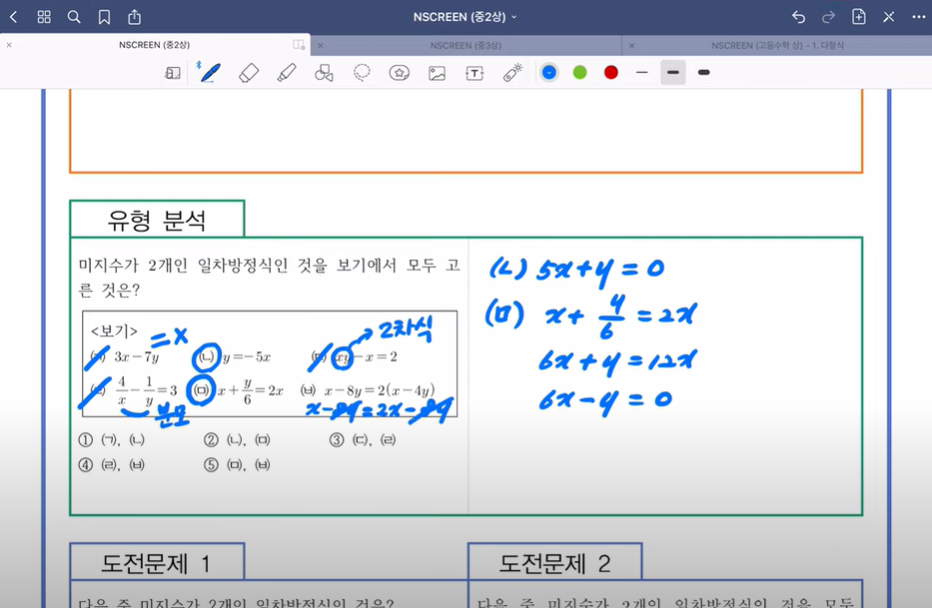 NSCREEN (중2상)
NSCREEN (중2상)
NSCREEN (중3상)
NSCREEN (고등수학 상) - 1. 다항식
유형 분석
미지수가 2개인 일차방정식인 것을 보기에서 모두 고
른 것은?
<보기>
=x
2차식
(ㄱ) 3x-7y (ㄴ) y=-5x (ㄷ) xy-x=2
(ㄹ) 4/x-1/y=3 (ㅁ) x+y/6=2x (ㅂ) x-8y=2(x-4y)
분모
x-8y=2x-8y
① (ㄱ), (ㄴ) ② (ㄴ), (ㅁ) ③ (ㄷ), (ㄹ)
④ (ㄹ), (ㅂ) ⑤ (ㅁ), (ㅂ)
(ㄴ) 5x+y=0
(ㅁ) x+y/6=2x
6x+y=12x
6x-y=0
도전문제 1
다음 중 미지수가 2개인 일차방정식인 것은?
도전문제 2
다음 중 미지수가 2개인 일차방정식인 것을 모두